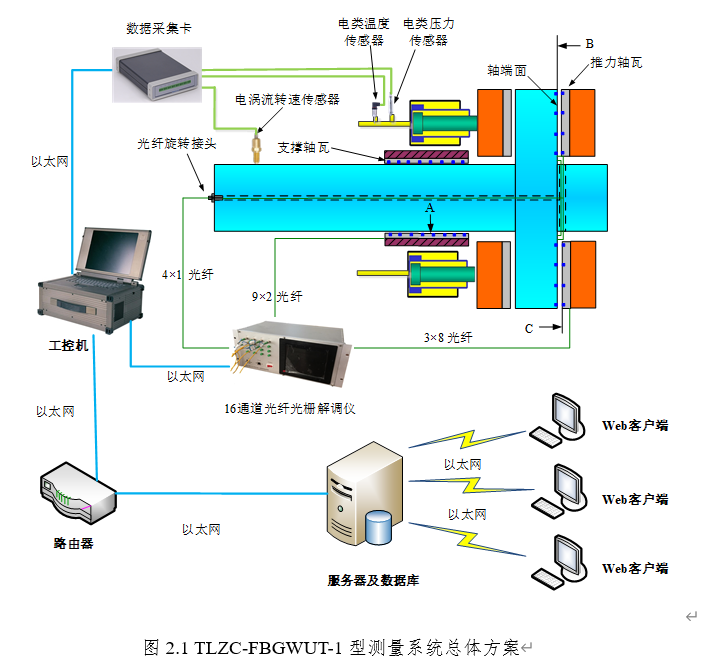 数据采集卡
电类温度
传感器
电类压力
传感器
B
推力轴瓦
轴端面
电涡流转速传感器
光纤旋转接头
支撑轴瓦
以太网
A
4×1 光纤
9×2 光纤
C
3×8 光纤
工控机
以太网
16通道光纤光栅解调仪
以太网
Web客户端
以太网
Web客户端
以太网
以太网
路由器
服务器及数据库
Web客户端
图 2.1 TLZC-FBGWUT-1 型测量系统总体方案